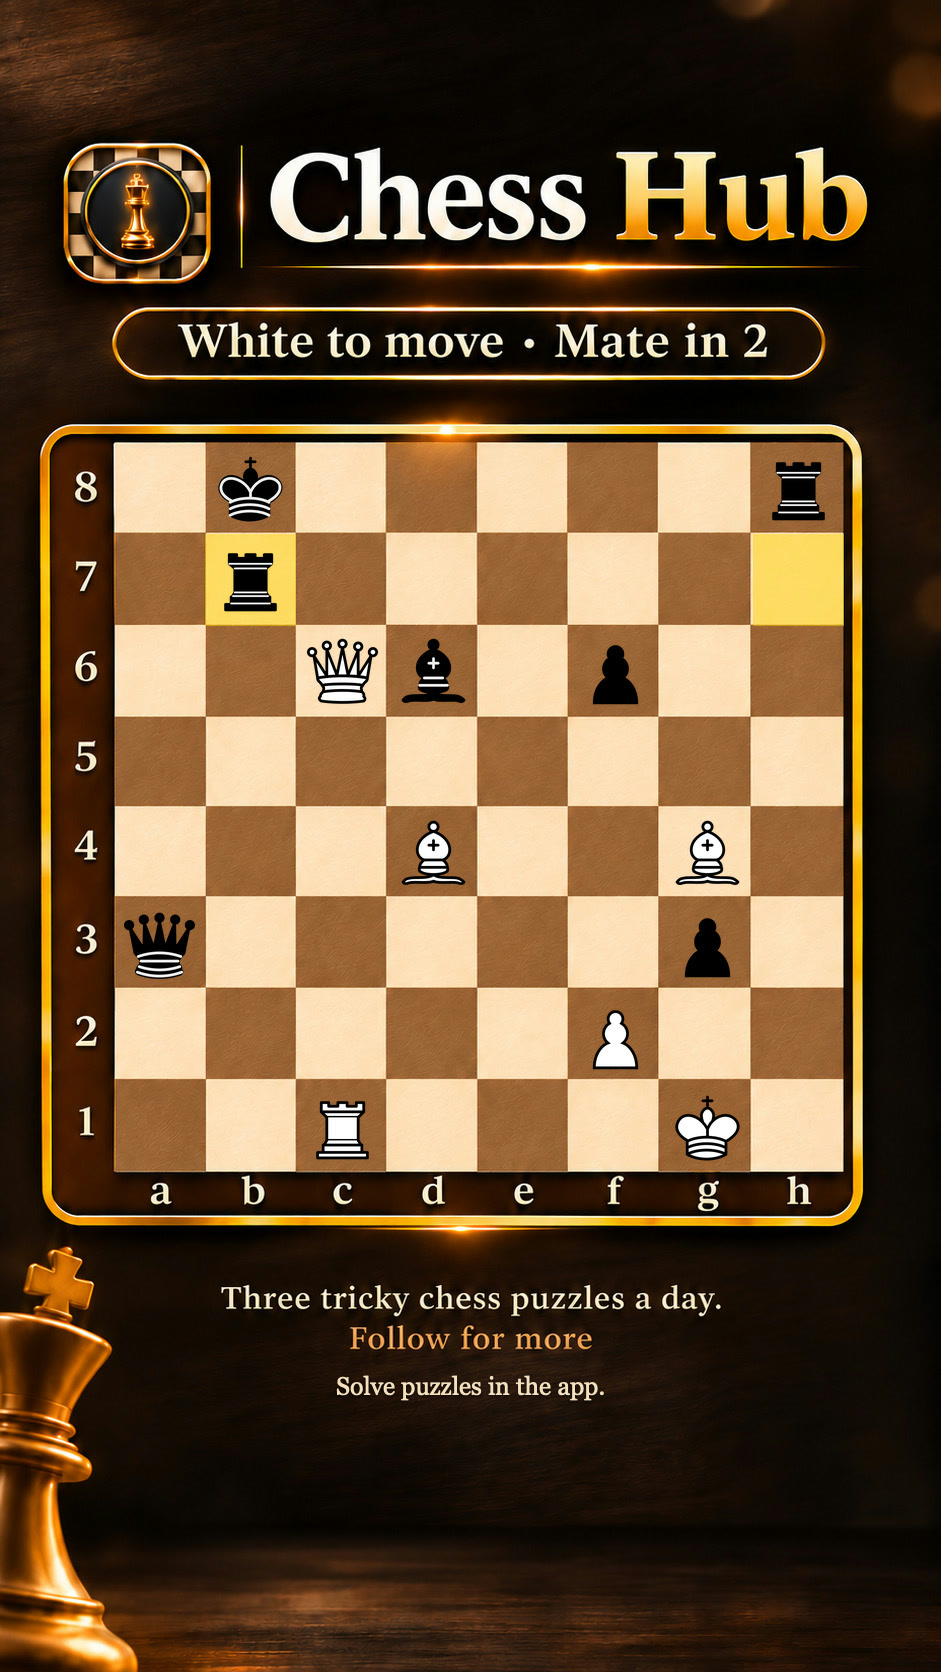 Chess Hub
White to move • Mate in 2
8
7
6
5
4
3
2
1
a b c d e f g h
Three tricky chess puzzles a day.
Follow for more
Solve puzzles in the app.